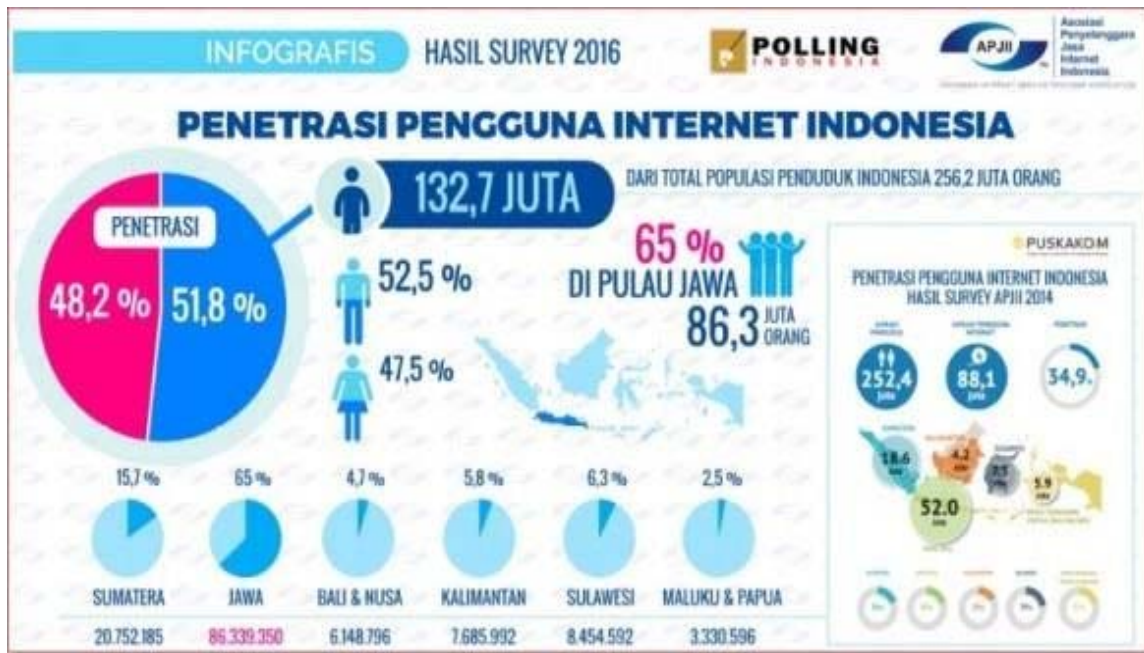 INFOGRAFIS
HASIL SURVEY 2016
POLLING
INDONESIA
APJII
Asosiasi
Penyelenggara
Jasa
Internet
Indonesia
PENETRASI PENGGUNA INTERNET INDONESIA
132,7 JUTA
DARI TOTAL POPULASI PENDUDUK INDONESIA 256,2 JUTA ORANG
PENETRASI
48,2 %
51,8 %
52,5 %
47,5 %
65 %
DI PULAU JAWA
86,3 JUTA ORANG
PUSKAKOM
PENETRASI PENGGUNA INTERNET INDONESIA
HASIL SURVEY APJII 2014
252,4
Juta
88,1
Juta
34,9%
18.6
4.2
52.0
5.9
15,7 %
65 %
4,7 %
5,8 %
6,3 %
2,5 %
SUMATERA
JAWA
BALI & NUSA
KALIMANTAN
SULAWESI
MALUKU & PAPUA
20.752.185
86.339.350
6.148.796
7.685.992
8.454.592
3.330.596